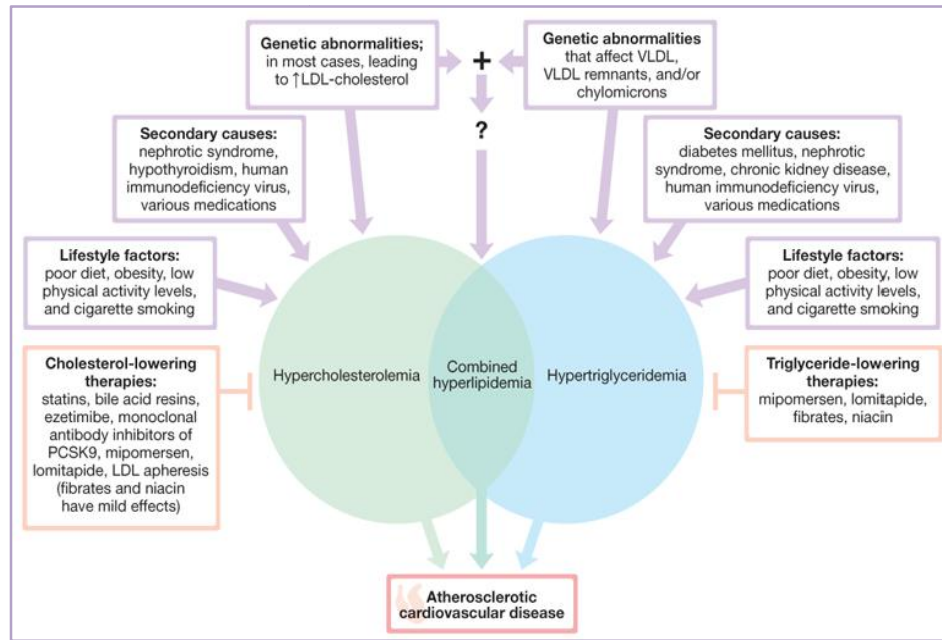 Genetic abnormalities;
in most cases, leading
to ↑LDL-cholesterol
+
Genetic abnormalities
that affect VLDL,
VLDL remnants, and/or
chylomicrons
?
Secondary causes:
nephrotic syndrome,
hypothyroidism, human
immunodeficiency virus,
various medications
Secondary causes:
diabetes mellitus, nephrotic
syndrome, chronic kidney disease,
human immunodeficiency virus,
various medications
Lifestyle factors:
poor diet, obesity, low
physical activity levels,
and cigarette smoking
Lifestyle factors:
poor diet, obesity, low
physical activity levels,
and cigarette smoking
Cholesterol-lowering
therapies:
statins, bile acid resins,
ezetimibe, monoclonal
antibody inhibitors of
PCSK9, mipomersen,
lomitapide, LDL apheresis
(fibrates and niacin
have mild effects)
Hypercholesterolemia
Combined
hyperlipidemia
Hypertriglyceridemia
Triglyceride-lowering
therapies:
mipomersen, lomitapide,
fibrates, niacin
Atherosclerotic
cardiovascular disease